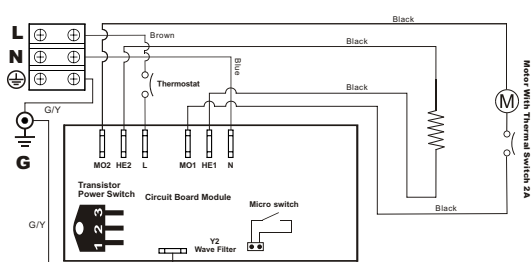 L
Black
N
Brown
Black
Blue
Thermostat
Black
Motor With Thermal Switch 2A
M
G/Y
G
MO2 HE2 L MO1 HE1 N
Transistor
Power Switch
Circuit Board Module
Micro switch
Black
3
2
1
G/Y
Y2
Wave Filter